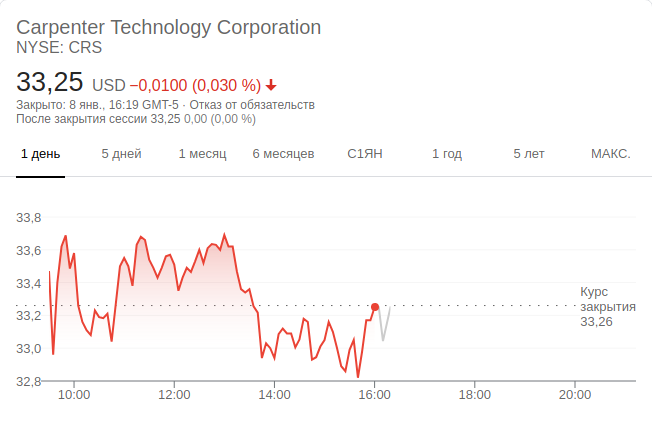 Carpenter Technology Corporation
NYSE: CRS
33,25 USD −0,0100 (0,030 %)
Закрыто: 8 янв., 16:19 GMT-5 · Отказ от обязательств
После закрытия сессии 33,25 0,00 (0,00 %)
1 день 5 дней 1 месяц 6 месяцев С1ЯН 1 год 5 лет МАКС.
33,8
33,6
33,4
33,2
33,0
32,8
Курс
закрытия
33,26
10:00 12:00 14:00 16:00 18:00 20:00